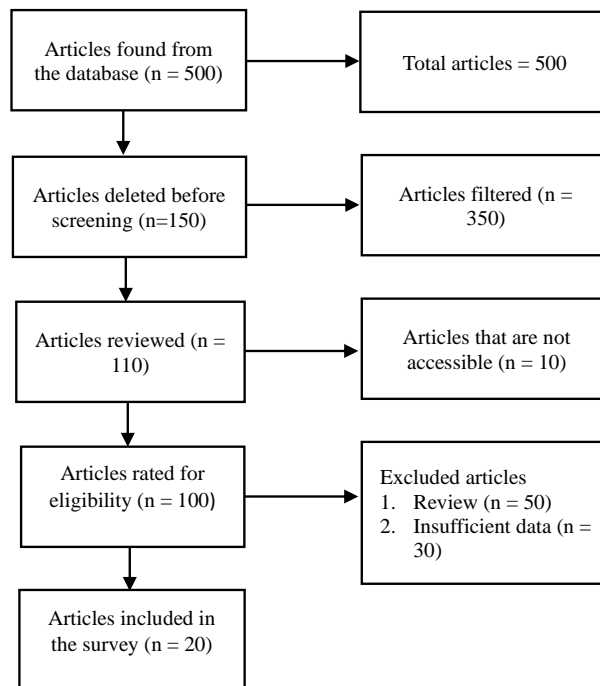 Articles found from
the database (n = 500)
Total articles = 500
Articles deleted before
screening (n=150)
Articles filtered (n =
350)
Articles reviewed (n =
110)
Articles that are not
accessible (n = 10)
Articles rated for
eligibility (n = 100)
Excluded articles
1. Review (n = 50)
2. Insufficient data (n =
30)
Articles included in
the survey (n = 20)